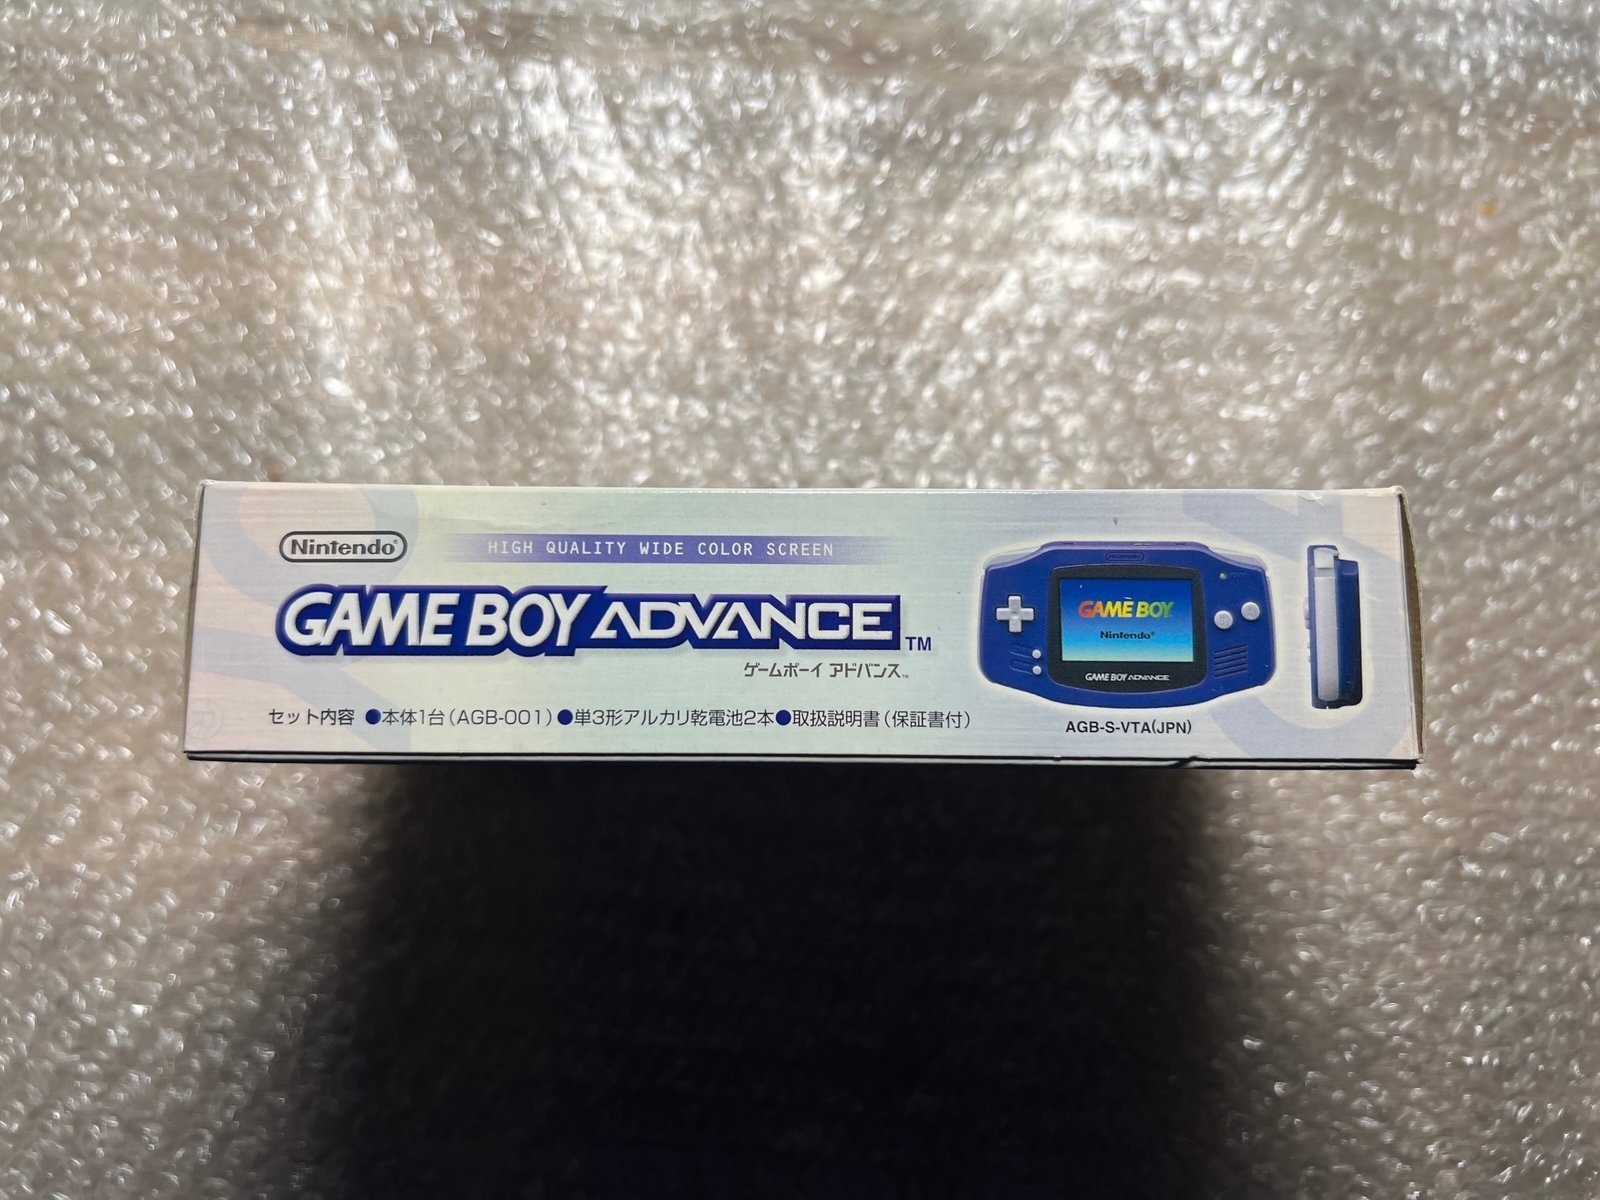 Nintendo®
HIGH QUALITY WIDE COLOR SCREEN
GAME BOY ADVANCE™
ゲームボーイ アドバンス™
セット内容 ●本体1台(AGB-001) ●単3形アルカリ乾電池2本●取扱説明書(保証書付)
Nintendo
GAME BOY
Nintendo®
GAME BOY ADVANCE
AGB-S-VTA(JPN)